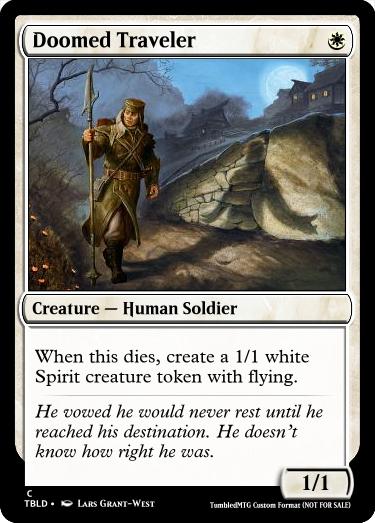 Doomed Traveler
Creature — Human Soldier
When this dies, create a 1/1 white
Spirit creature token with flying.
He vowed he would never rest until he
reached his destination. He doesn't
know how right he was.
1/1
C
TBLD • Lars Grant-West
TumbledMTG Custom Format (NOT FOR SALE)